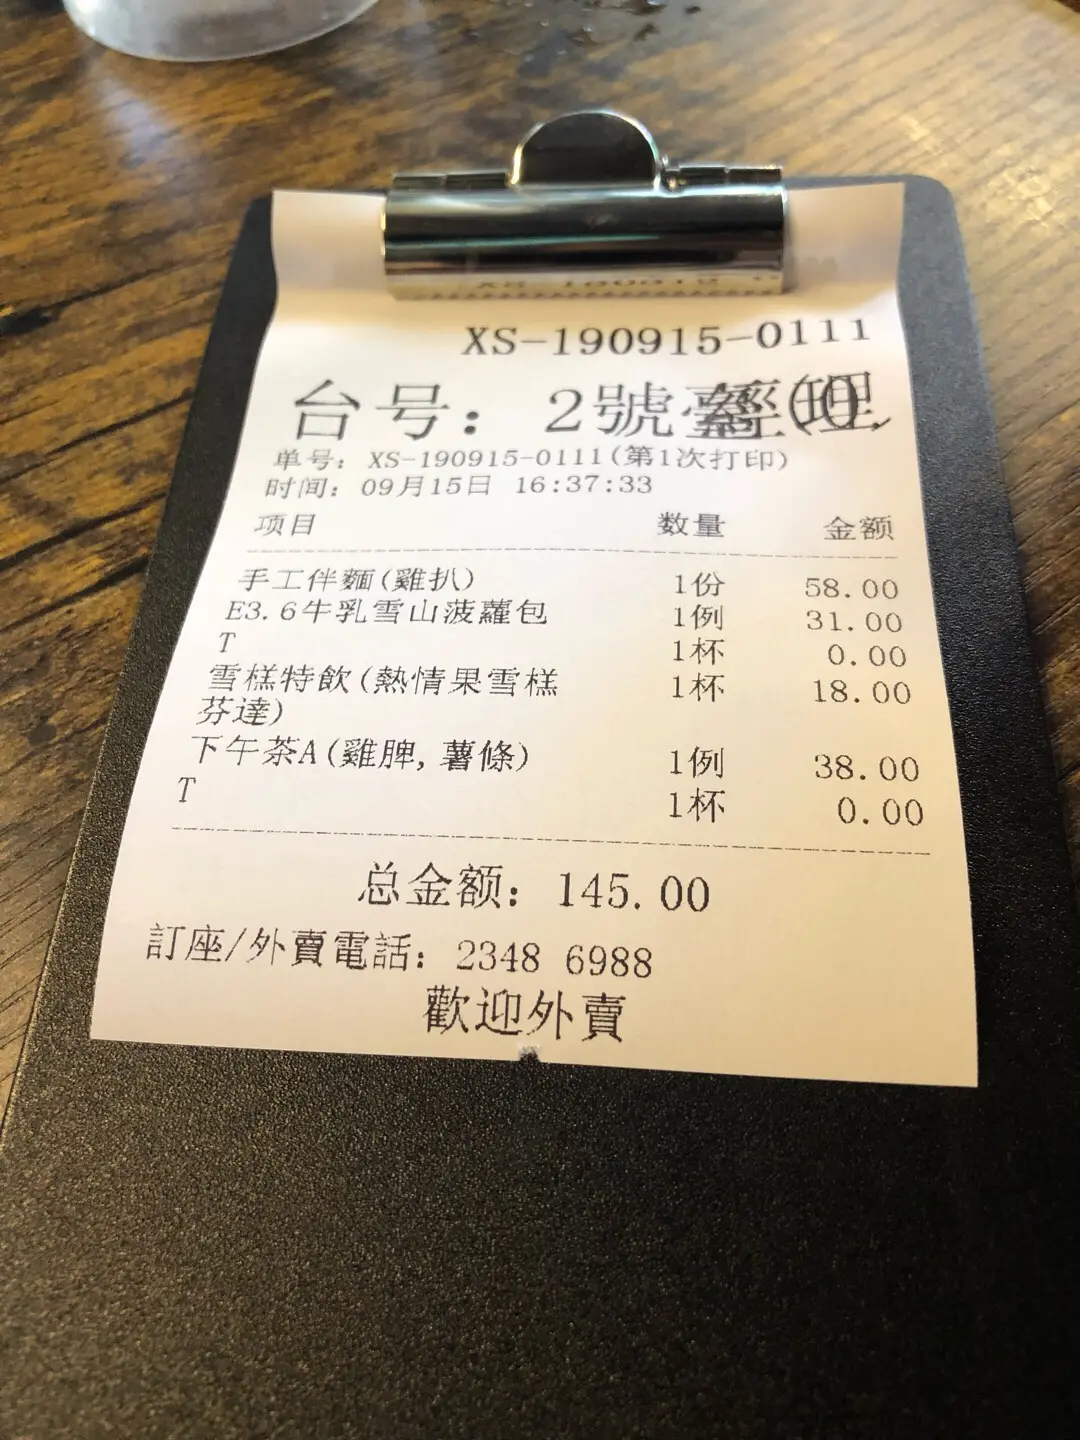 XS-190915-0111
台号: 2號臺
单号: XS-190915-0111(第1次打印)
时间: 09月15日 16:37:33
项目 数量 金额
手工伴麵(雞扒) 1份 58.00
E3.6牛乳雪山菠蘿包 1例 31.00
T 1杯 0.00
雪糕特飲(熱情果雪糕 1杯 18.00
芬達)
下午茶A(雞脾,薯條) 1例 38.00
T 1杯 0.00
总金额: 145.00
訂座/外賣電話: 2348 6988
歡迎外賣